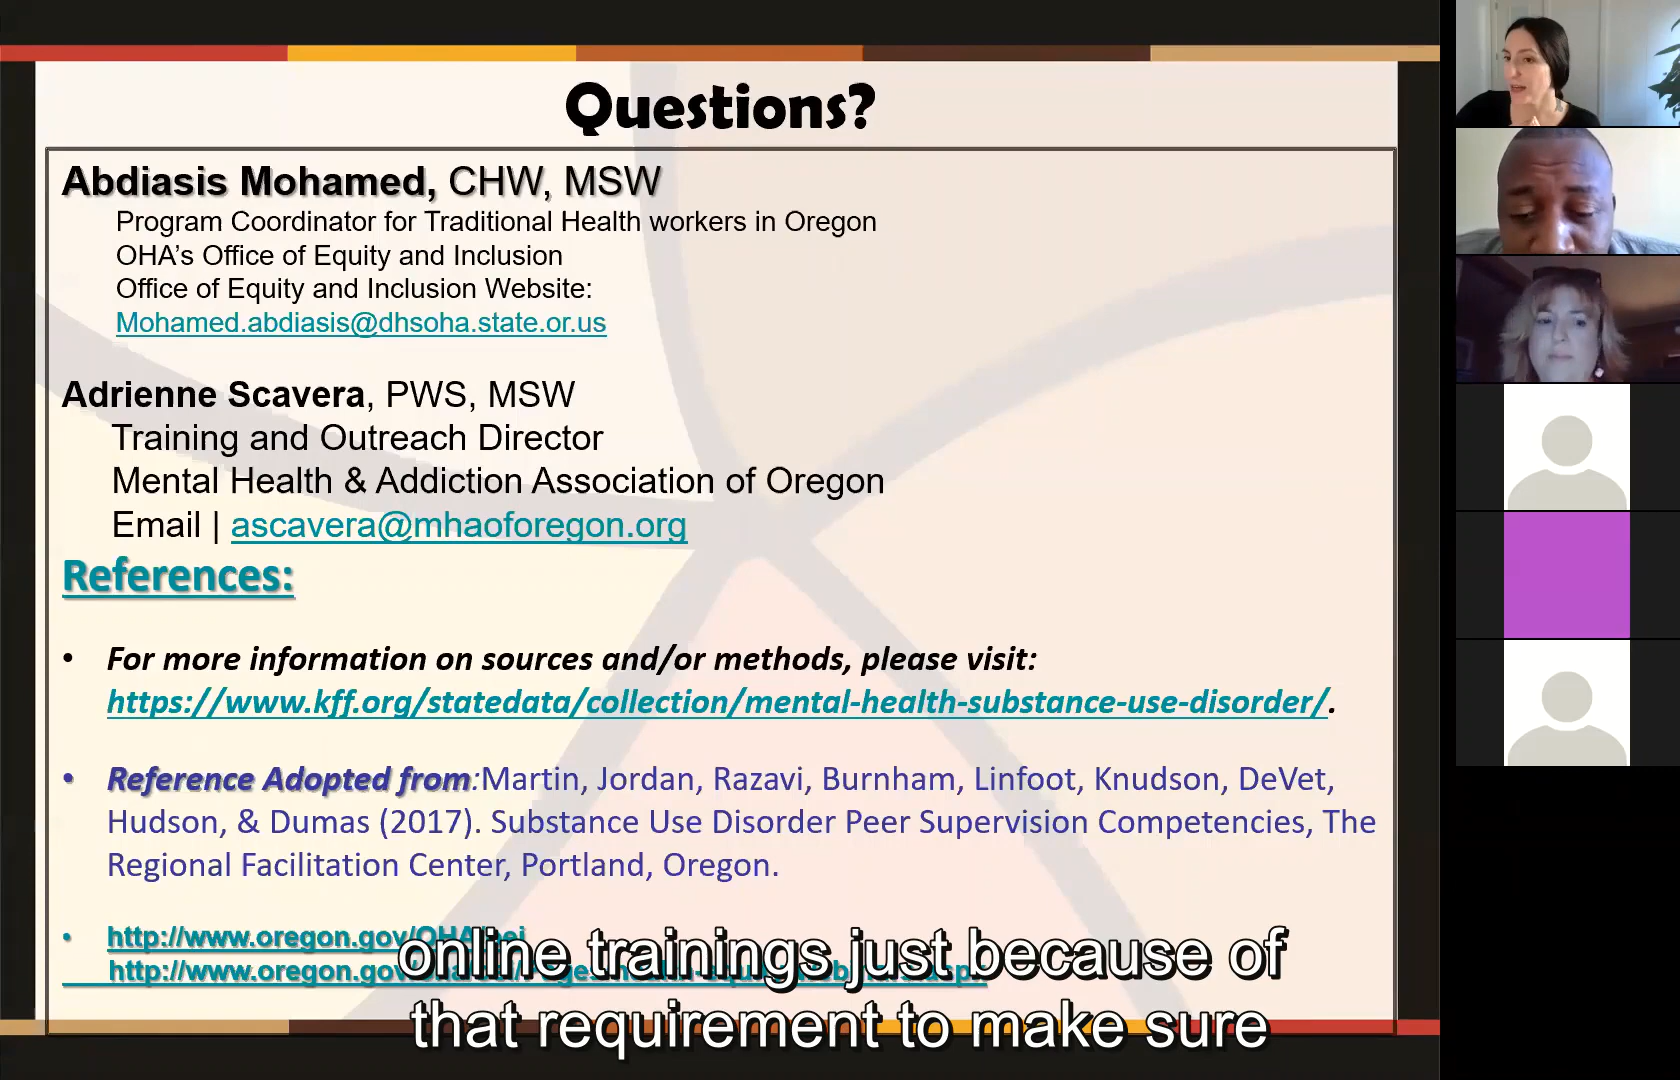 Questions?
Abdiasis Mohamed, CHW, MSW
Program Coordinator for Traditional Health workers in Oregon
OHA's Office of Equity and Inclusion
Office of Equity and Inclusion Website:
Mohamed.abdiasis@dhsoha.state.or.us
Adrienne Scavera, PWS, MSW
Training and Outreach Director
Mental Health & Addiction Association of Oregon
Email | ascavera@mhaoforegon.org
References:
• For more information on sources and/or methods, please visit:
https://www.kff.org/statedata/collection/mental-health-substance-use-disorder/.
• Reference Adopted from:Martin, Jordan, Razavi, Burnham, Linfoot, Knudson, DeVet,
Hudson, & Dumas (2017). Substance Use Disorder Peer Supervision Competencies, The
Regional Facilitation Center, Portland, Oregon.
• http://www.oregon.gov/OHA/oei
http://www.oregon.gov/
online trainings just because of
that requirement to make sure